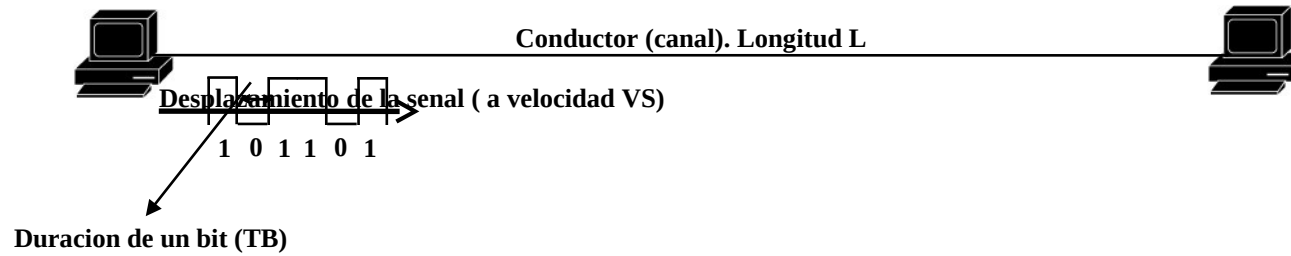 Conductor (canal). Longitud L
Desplazamiento de la senal ( a velocidad VS)
1 0 1 1 0 1
Duracion de un bit (TB)